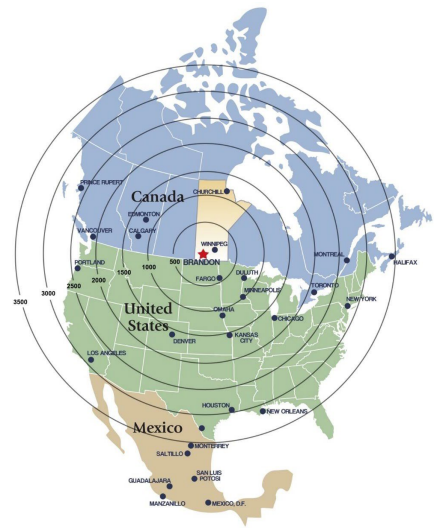 PRINCE RUPERT
Canada
CHURCHILL
EDMONTON
VANCOUVER
CALGARY
WINNIPEG
BRANDON
PORTLAND
MONTREAL
HALIFAX
FARGO
DULUTH
TORONTO
MINNEAPOLIS
NEW YORK
3500
3000
2500
2000
1500
1000
500
United
States
OMAHA
CHICAGO
DENVER
KANSAS
CITY
LOS ANGELES
HOUSTON
NEW ORLEANS
Mexico
MONTERREY
SALTILLO
SAN LUIS
POTOSI
GUADALAJARA
MANZANILLO
MEXICO, D.F.